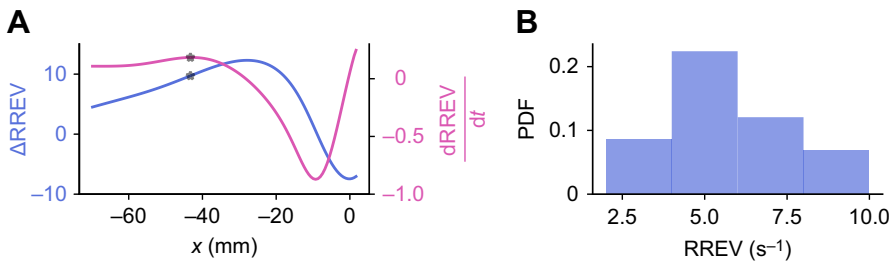 A
10
0
–10
ΔRREV
0
–0.5
–1.0
dRREV
dt
–60
–40
–20
0
x (mm)
B
0.2
0.1
0
PDF
2.5
5.0
7.5
10.0
RREV (s–1)